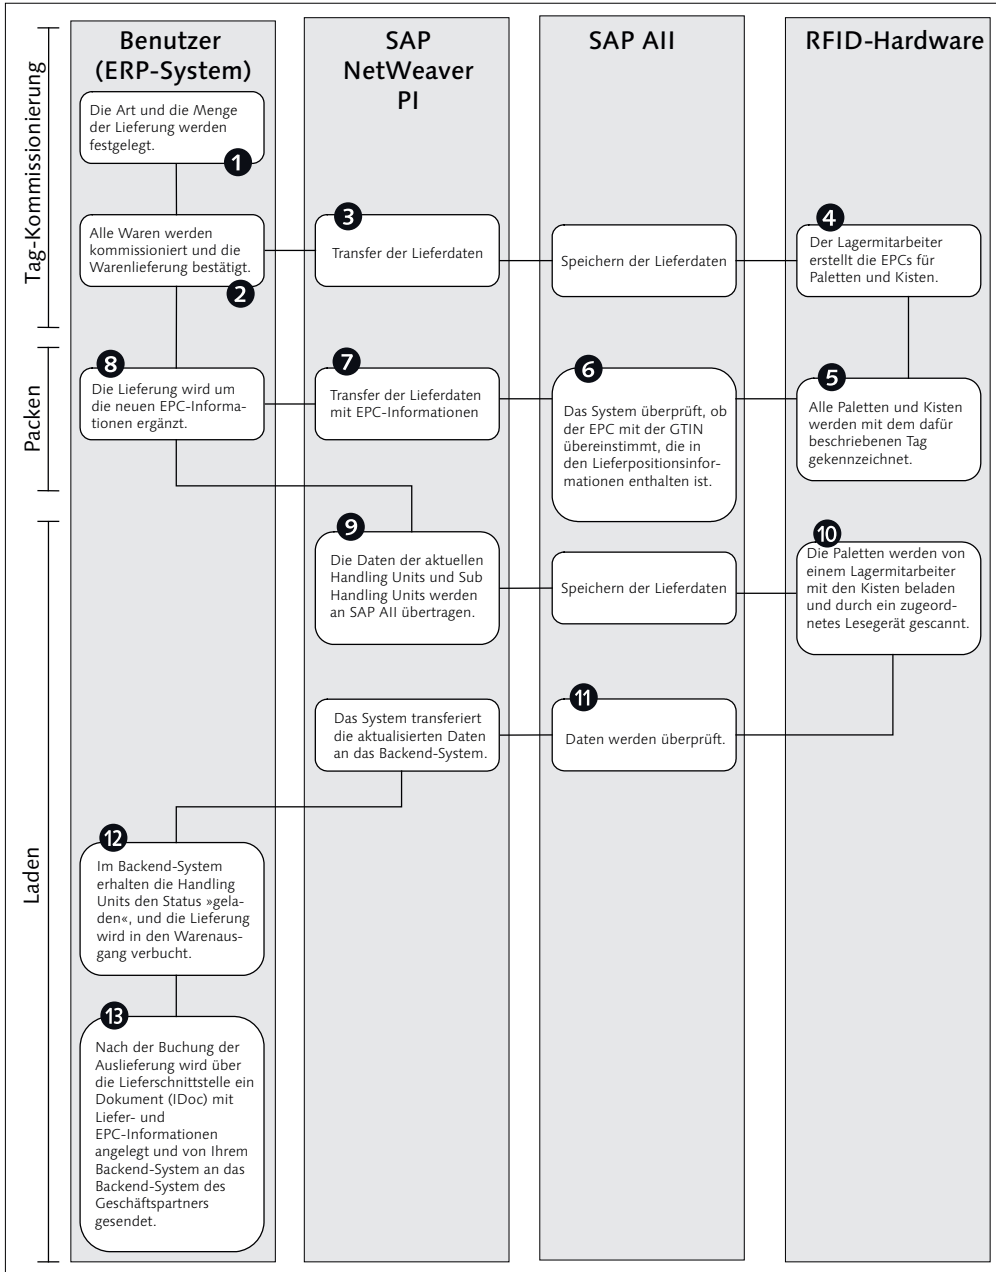 Benutzer
(ERP-System)
SAP
NetWeaver
PI
SAP AII
RFID-Hardware
Tag-Kommissionierung
Die Art und die Menge
der Lieferung werden
festgelegt.
1
Alle Waren werden
kommissioniert und die
Warenlieferung bestätigt.
2
3
Transfer der Lieferdaten
Speichern der Lieferdaten
4
Der Lagermitarbeiter
erstellt die EPCs für
Paletten und Kisten.
Packen
8
Die Lieferung wird um
die neuen EPC-Informa-
tionen ergänzt.
7
Transfer der Lieferdaten
mit EPC-Informationen
6
Das System überprüft, ob
der EPC mit der GTIN
übereinstimmt, die in
den Lieferpositionsinfor-
mationen enthalten ist.
5
Alle Paletten und Kisten
werden mit dem dafür
beschriebenen Tag
gekennzeichnet.
Laden
9
Die Daten der aktuellen
Handling Units und Sub
Handling Units werden
an SAP AII übertragen.
Speichern der Lieferdaten
10
Die Paletten werden von
einem Lagermitarbeiter
mit den Kisten beladen
und durch ein zugeord-
netes Lesegerät gescannt.
Das System transferiert
die aktualisierten Daten
an das Backend-System.
11
Daten werden überprüft.
12
Im Backend-System
erhalten die Handling
Units den Status »gela-
den«, und die Lieferung
wird in den Warenaus-
gang verbucht.
13
Nach der Buchung der
Auslieferung wird über
die Lieferschnittstelle ein
Dokument (IDoc) mit
Liefer- und
EPC-Informationen
angelegt und von Ihrem
Backend-System an das
Backend-System des
Geschäftspartners
gesendet.